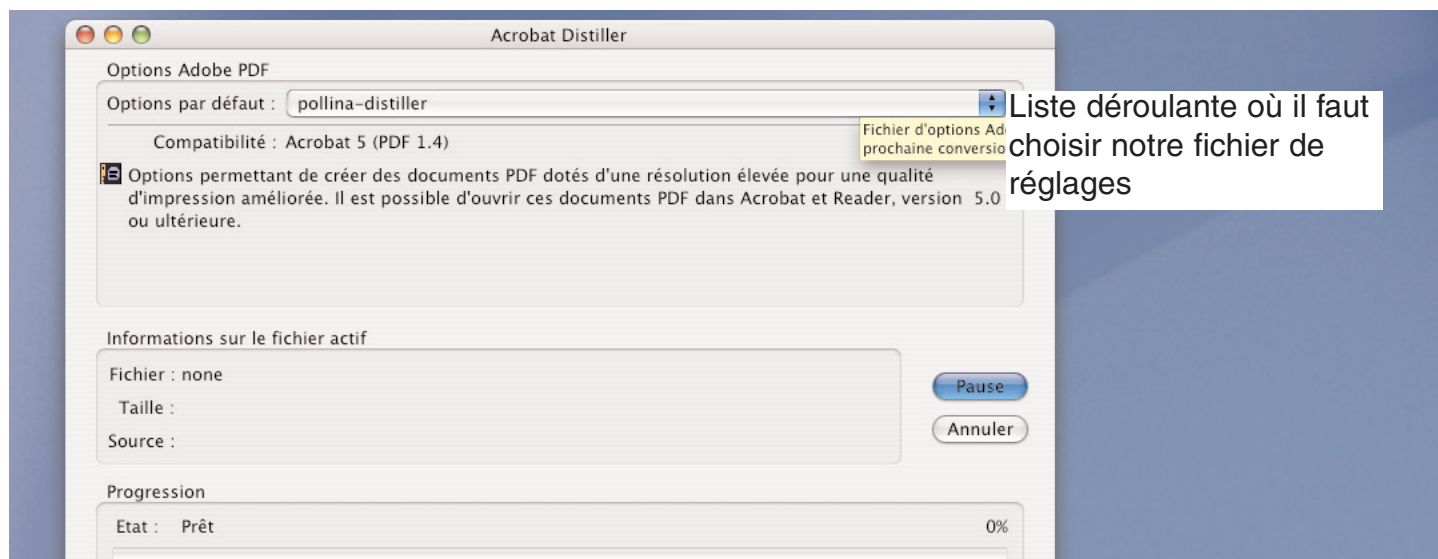 Acrobat Distiller
Options Adobe PDF
Options par défaut : pollina-distiller
Compatibilité : Acrobat 5 (PDF 1.4)
Fichier d'options Ad
prochaine conversio
Liste déroulante où il faut
choisir notre fichier de
réglages
Options permettant de créer des documents PDF dotés d'une résolution élevée pour une qualité
d'impression améliorée. Il est possible d'ouvrir ces documents PDF dans Acrobat et Reader, version 5.0
ou ultérieure.
Informations sur le fichier actif
Fichier : none
Taille :
Source :
Pause
Annuler
Progression
Etat : Prêt 0%